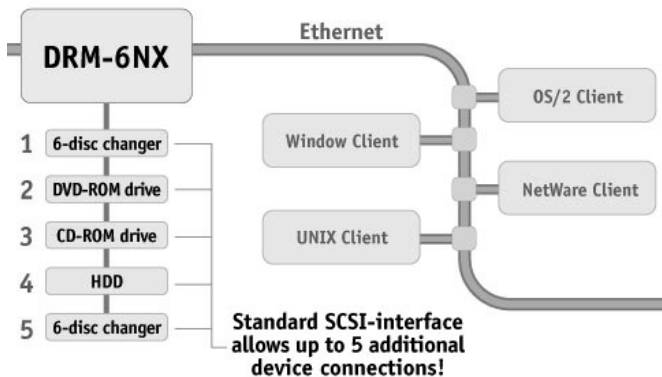 DRM-6NX
Ethernet
OS/2 Client
Window Client
NetWare Client
UNIX Client
1 6-disc changer
2 DVD-ROM drive
3 CD-ROM drive
4 HDD
5 6-disc changer
Standard SCSI-interface
allows up to 5 additional
device connections!